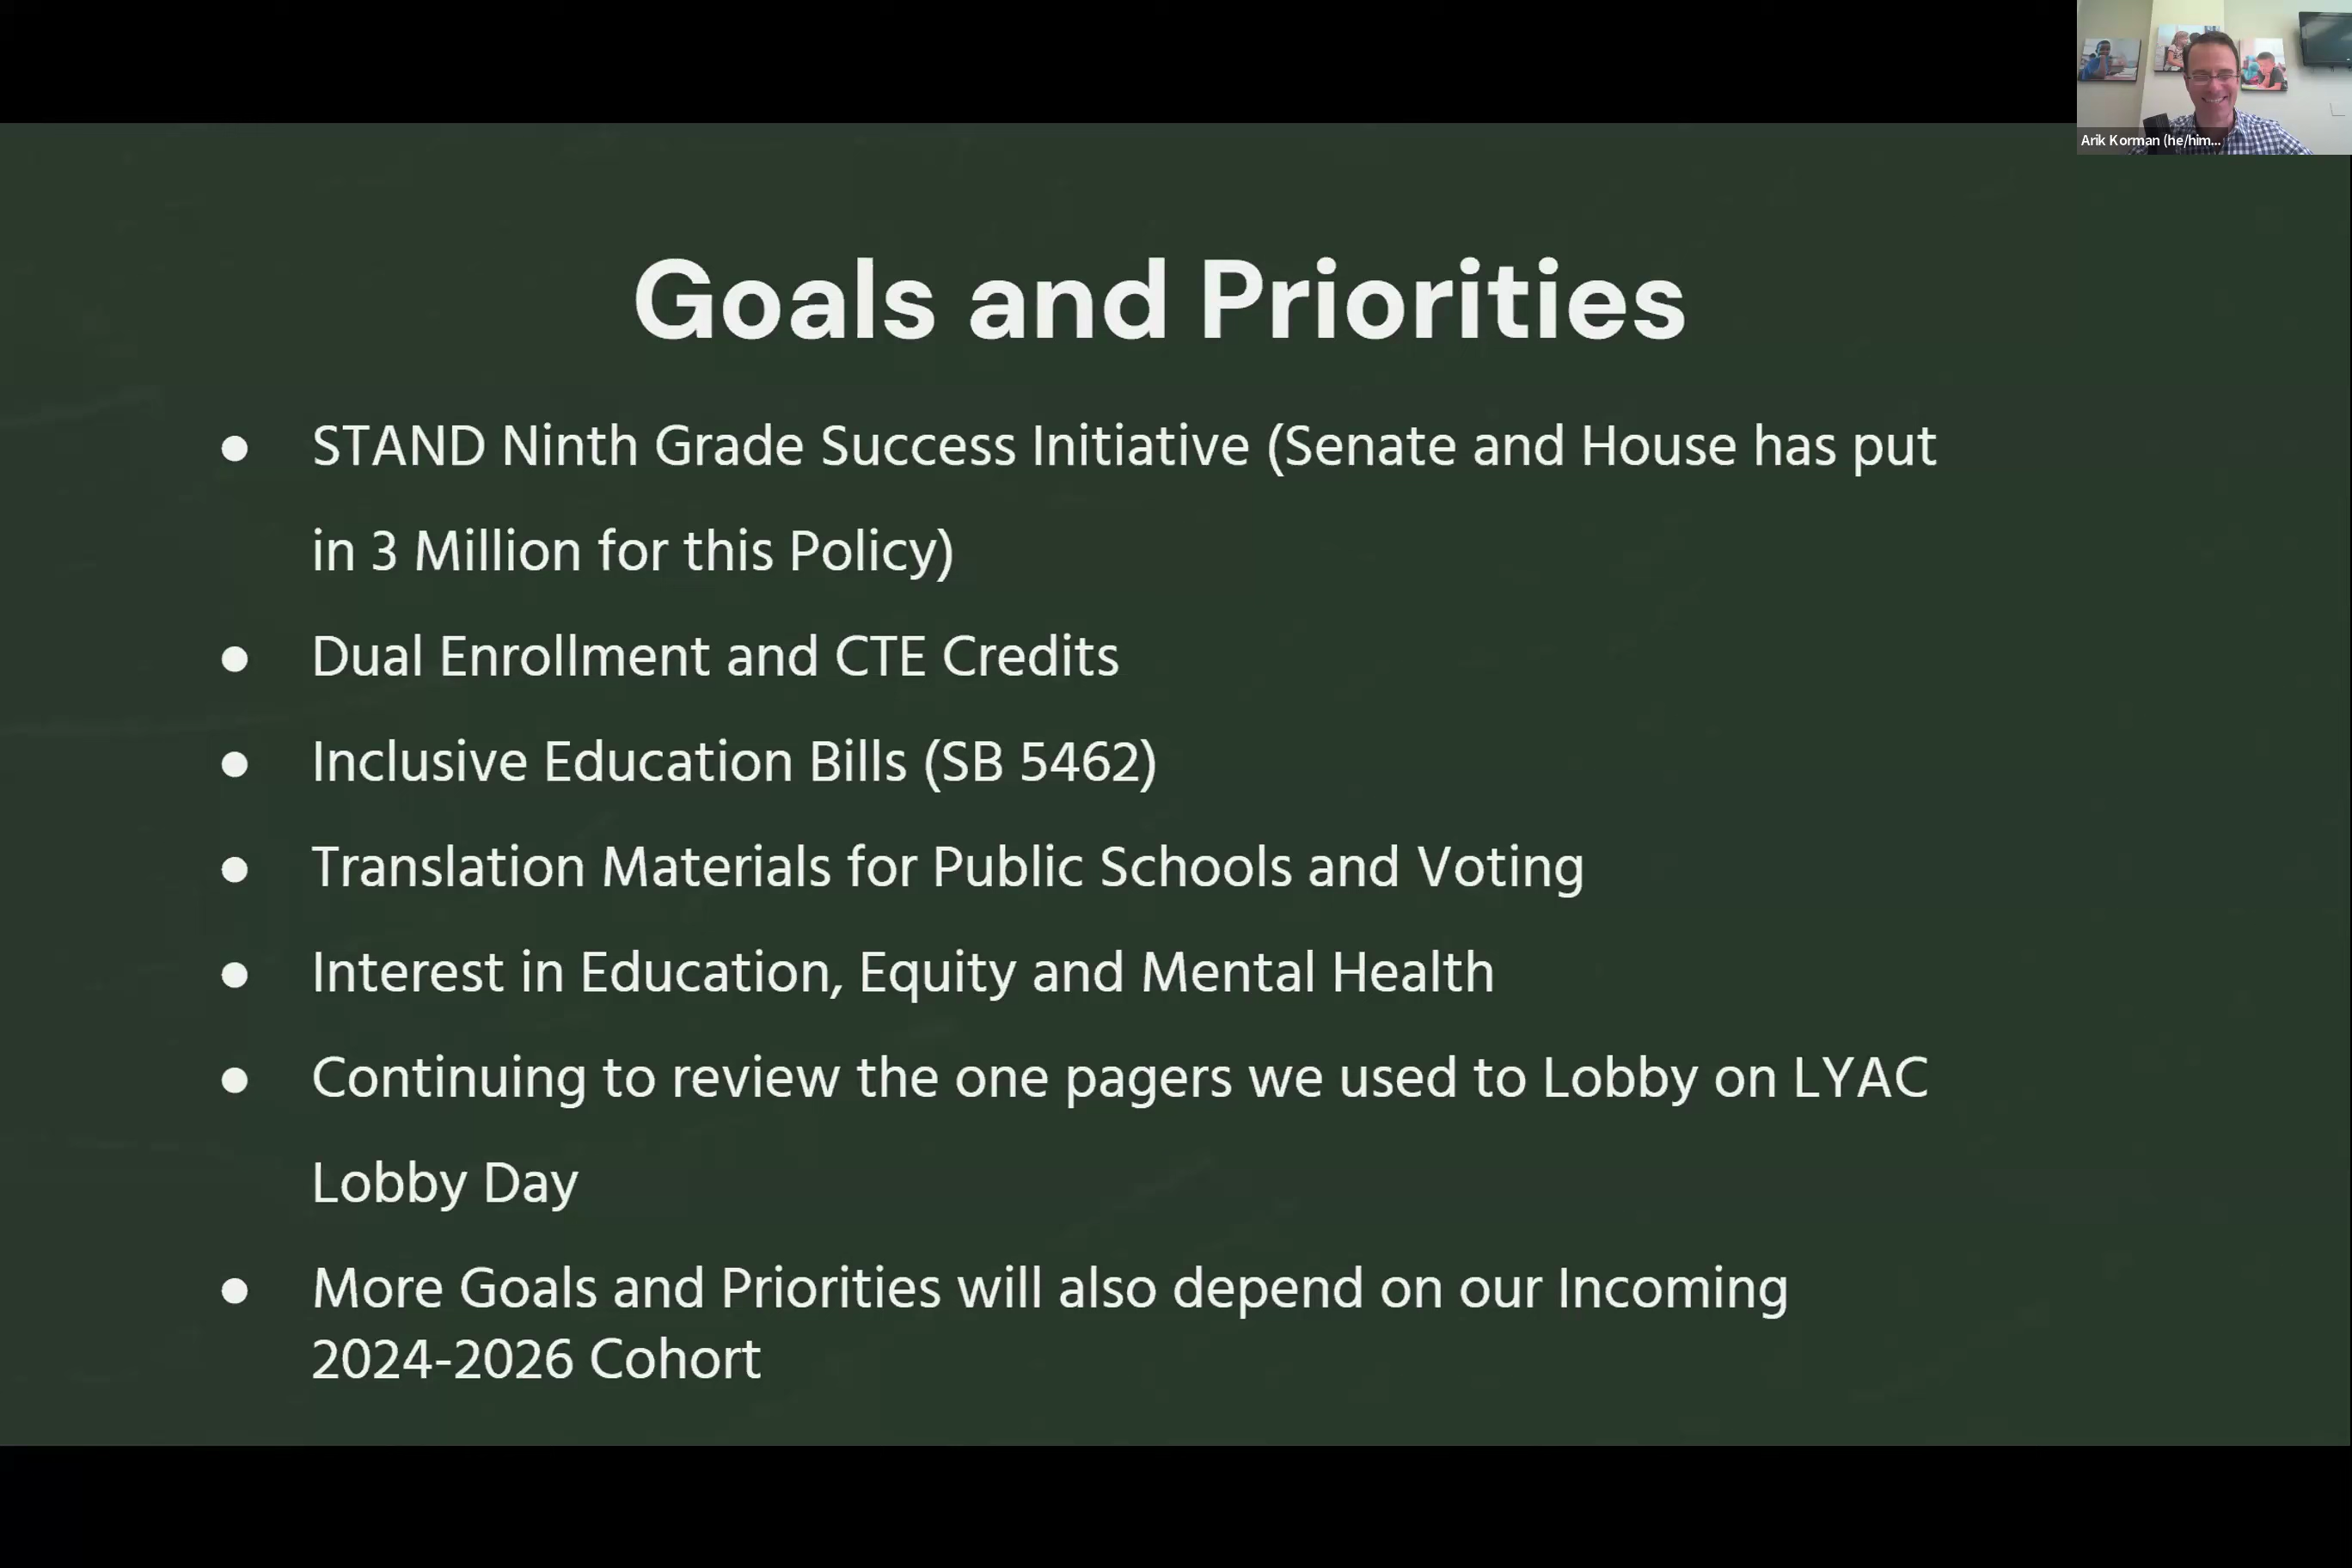 Arik Korman (he/him...
Goals and Priorities
● STAND Ninth Grade Success Initiative (Senate and House has put
in 3 Million for this Policy)
● Dual Enrollment and CTE Credits
● Inclusive Education Bills (SB 5462)
● Translation Materials for Public Schools and Voting
● Interest in Education, Equity and Mental Health
● Continuing to review the one pagers we used to Lobby on LYAC
Lobby Day
● More Goals and Priorities will also depend on our Incoming
2024-2026 Cohort